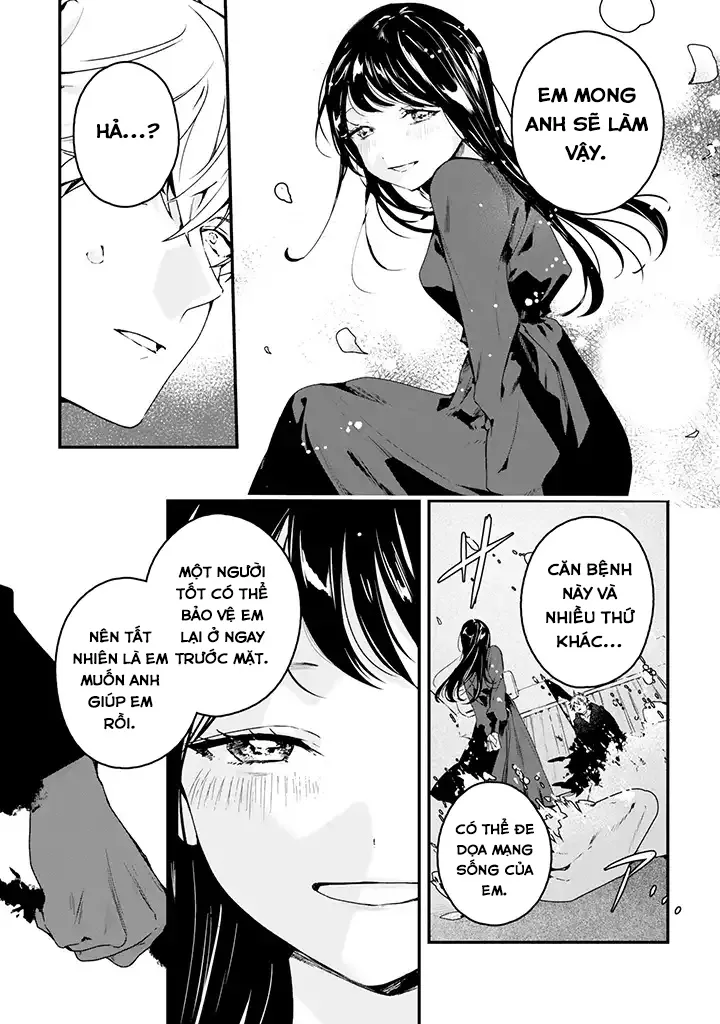 EM MONG
ANH SẼ LÀM
VẬY.
HẢ...?
CĂN BỆNH
NÀY VÀ
NHIỀU THỨ
KHÁC...
CÓ THỂ ĐE
DỌA MẠNG
SỐNG CỦA
EM.
MỘT NGƯỜI
TỐT CÓ THỂ
BẢO VỆ EM
LẠI Ở NGAY
TRƯỚC MẶT.
NÊN TẤT
NHIÊN LÀ EM
MUỐN ANH
GIÚP EM
RỒI.